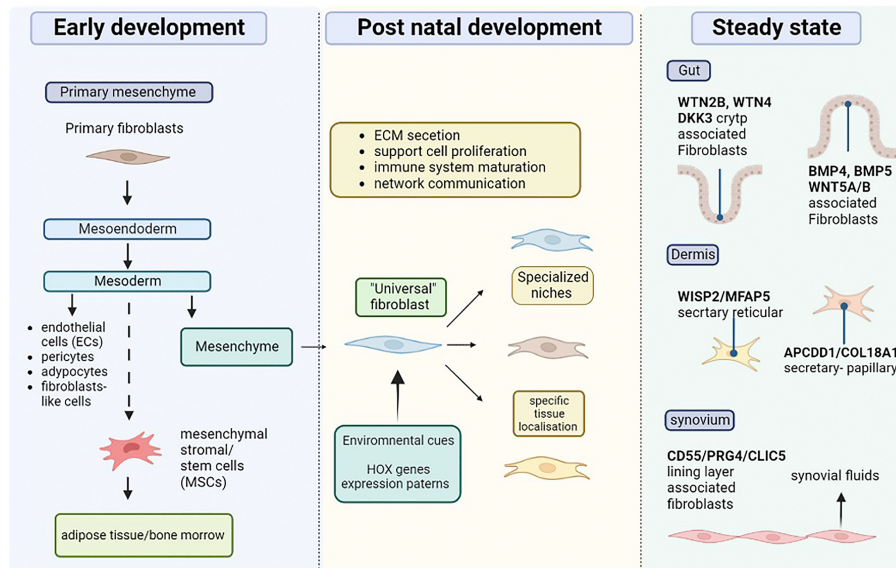 Early development
Primary mesenchyme
Primary fibroblasts
Mesoendoderm
Mesoderm
• endothelial
cells (ECs)
• pericytes
• adypocytes
• fibroblasts-
like cells
Mesenchyme
mesenchymal
stromal/
stem cells
(MSCs)
adipose tissue/bone morrow
Post natal development
• ECM secetion
• support cell proliferation
• immune system maturation
• network communication
"Universal"
fibroblast
Specialized
niches
specific
tissue
localisation
Enviromnental cues
HOX genes
expression paterns
Steady state
Gut
WTN2B, WTN4
DKK3 crytp
associated
Fibroblasts
BMP4, BMP5
WNT5A/B
associated
Fibroblasts
Dermis
WISP2/MFAP5
secrtary reticular
APCDD1/COL18A1
secretary- papillary
synovium
CD55/PRG4/CLIC5
lining layer
associated
fibroblasts
synovial fluids